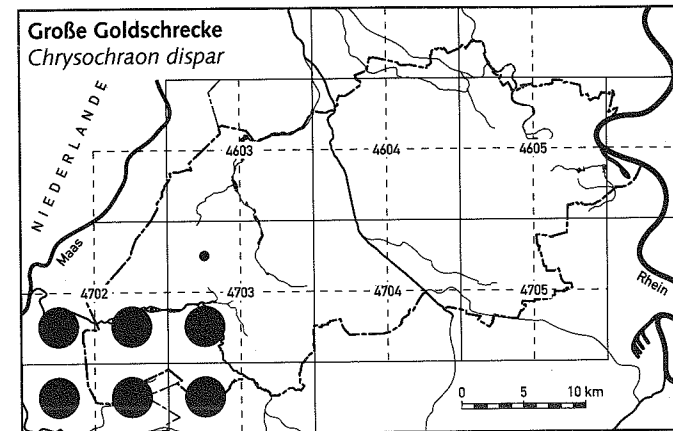 Große Goldschrecke
Chrysochraon dispar
NIEDERLANDE
Maas
4603
4604
4605
4702
4703
4704
4705
Rhein
0 5 10 km